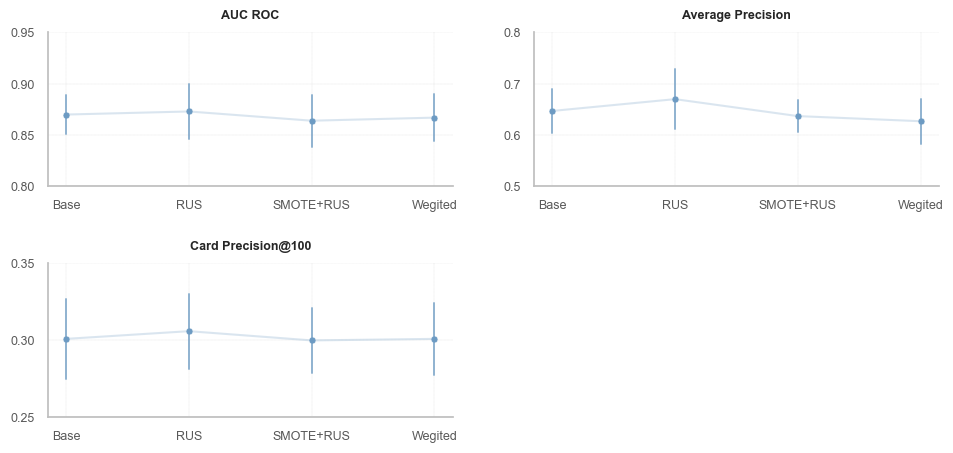 AUC ROC
0.95
0.90
0.85
0.80
Base RUS SMOTE+RUS Wegited
Average Precision
0.8
0.7
0.6
0.5
Base RUS SMOTE+RUS Wegited
Card Precision@100
0.35
0.30
0.25
Base RUS SMOTE+RUS Wegited